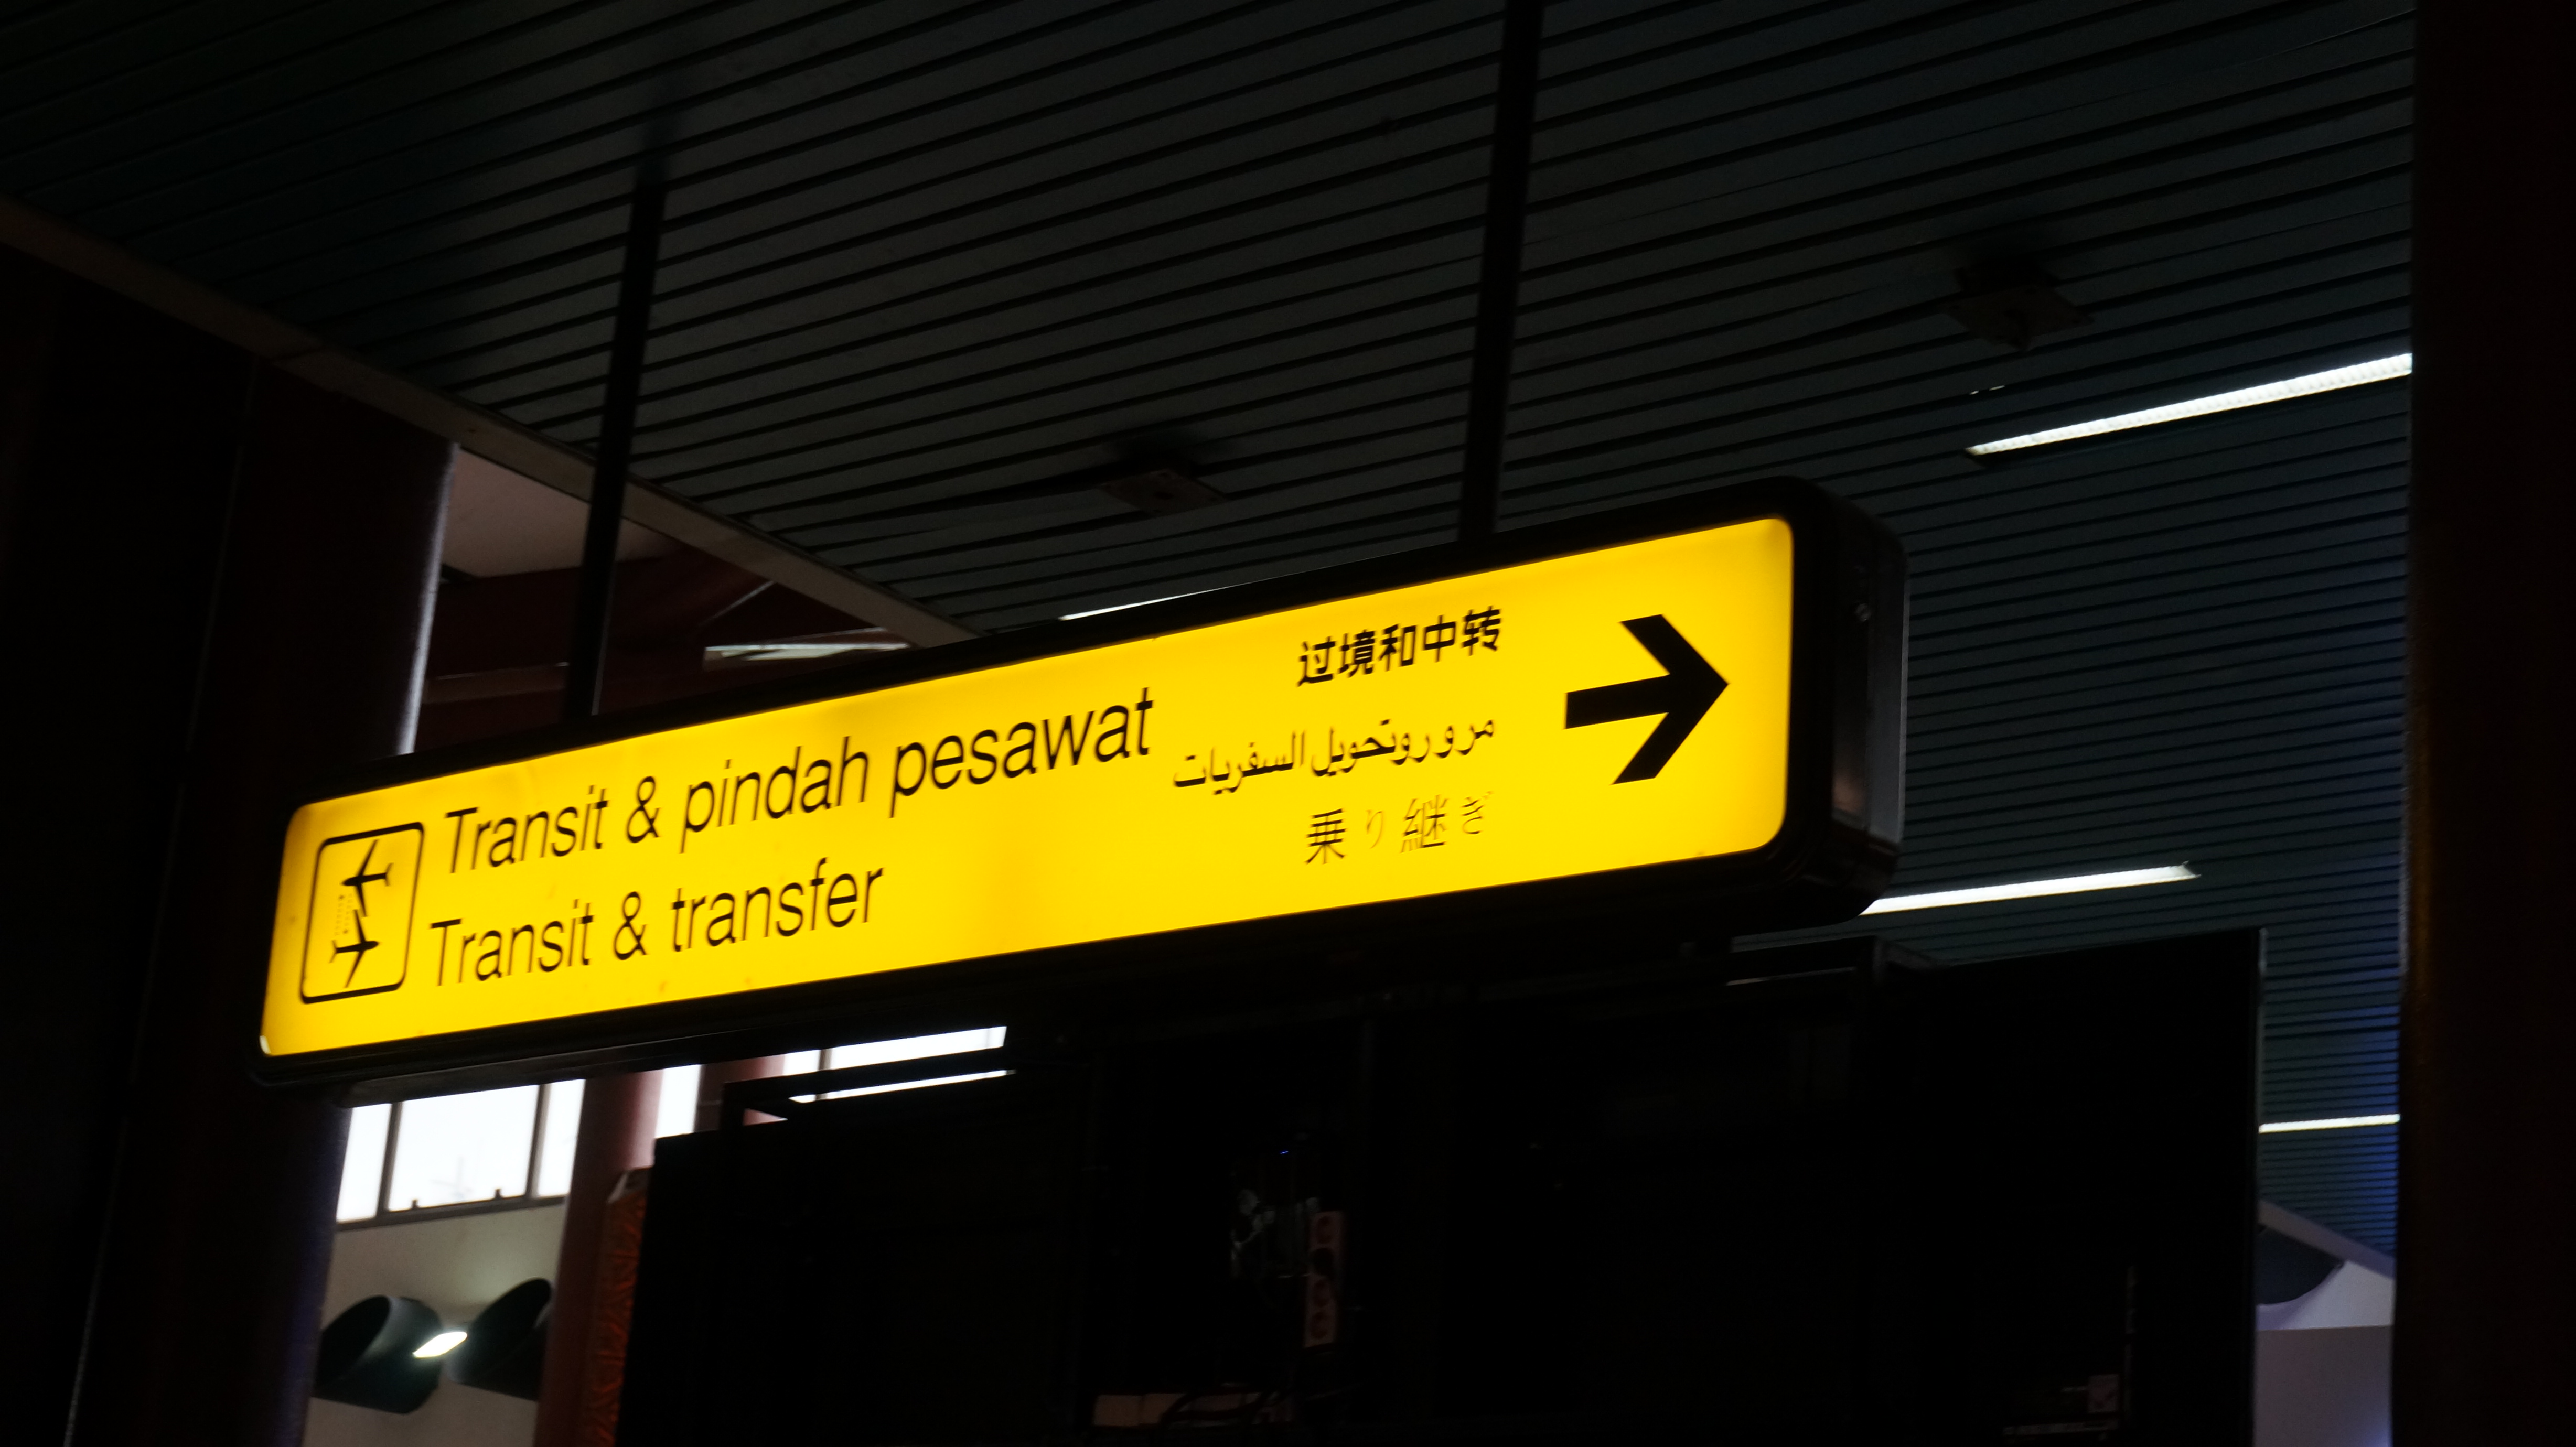 Transit & pindah pesawat
Transit & transfer
过境和中转
مرور وتحويل السفريات
乗り継ぎ